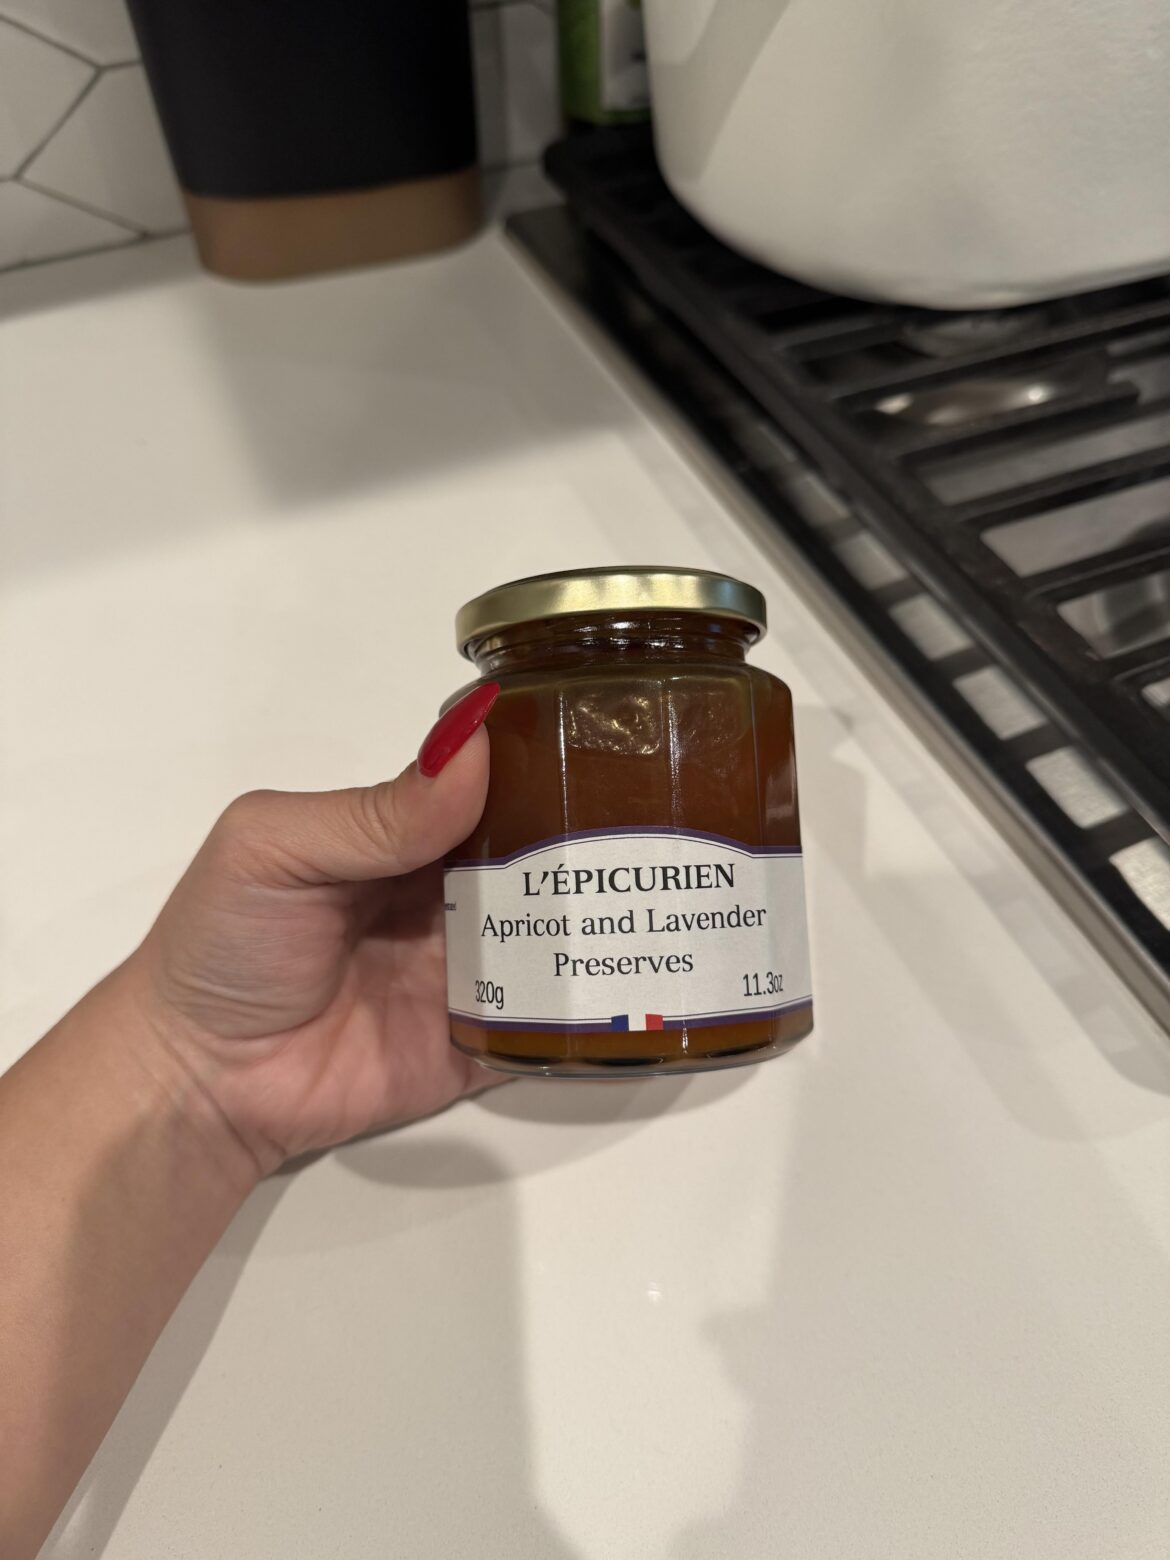 L'ÉPICURIEN
Apricot and Lavender
Preserves
320g
11.3oz